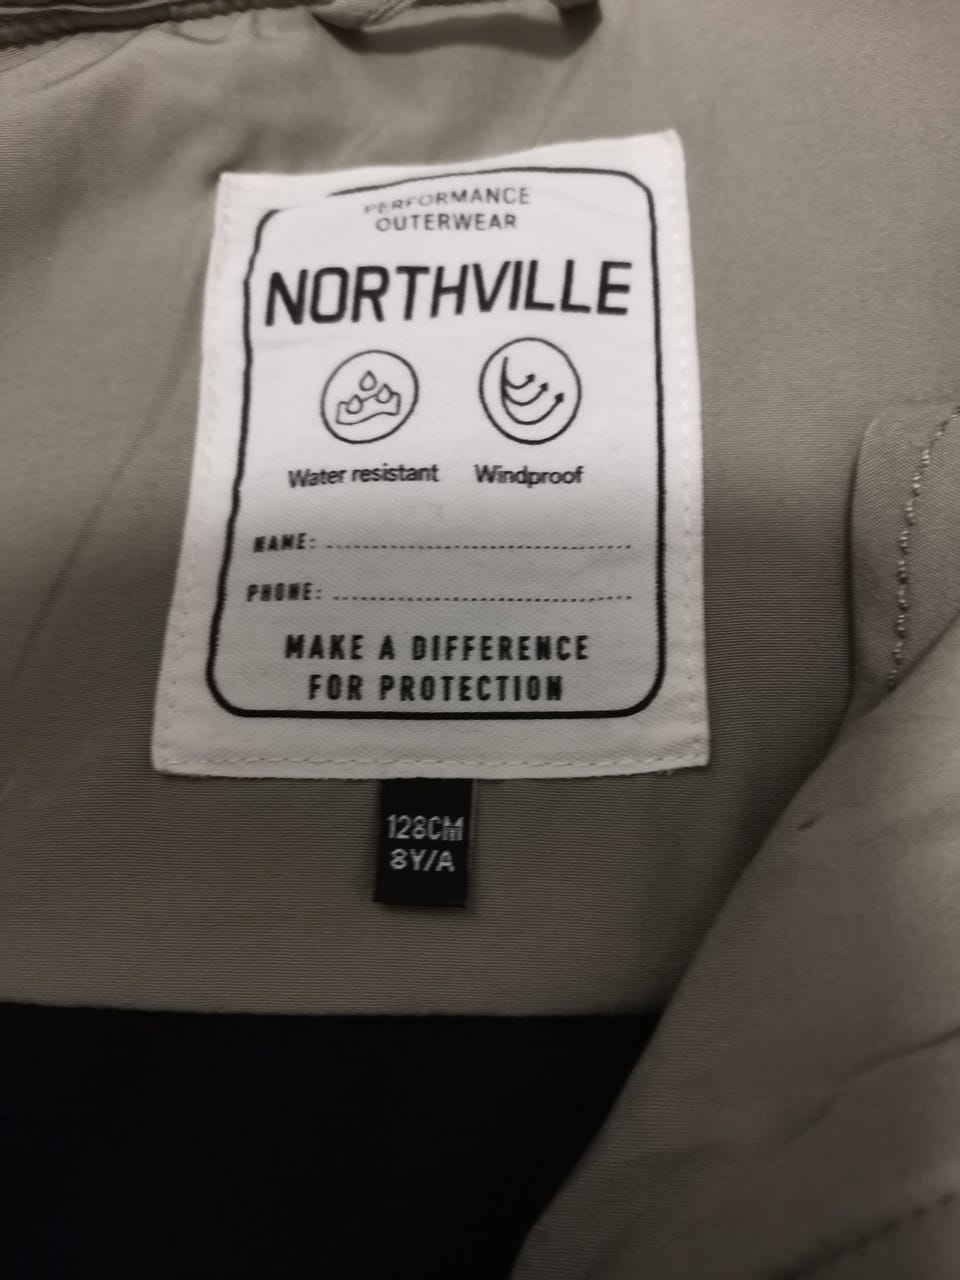 PERFORMANCE
OUTERWEAR
NORTHVILLE
Water resistant Windproof
NAME:
PHONE:
MAKE A DIFFERENCE
FOR PROTECTION
128CM
8Y/A